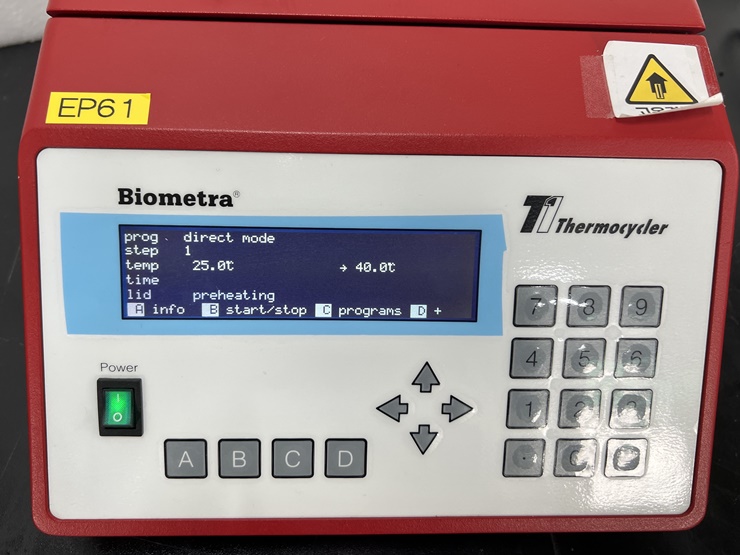 EP61
Biometra®
T1 Thermocycler
prog direct mode
step 1
temp 25.0℃ → 40.0℃
time
lid preheating
A info B start/stop C programs D +
Power
A B C D
7 8 9
4 5 6
1 2 3
. 0